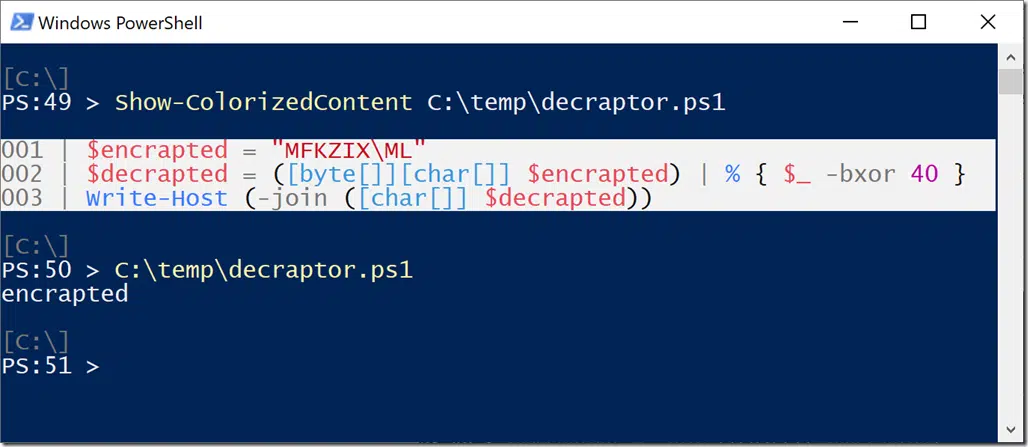 Windows PowerShell
[C:\]
PS:49 > Show-ColorizedContent C:\temp\decraptor.ps1
001 | $encrapted = "MFKZIX\ML"
002 | $decrapted = ([byte[]][char[]] $encrapted) | % { $_ -bxor 40 }
003 | Write-Host (-join ([char[]] $decrapted))
[C:\]
PS:50 > C:\temp\decraptor.ps1
encrapted
[C:\]
PS:51 >